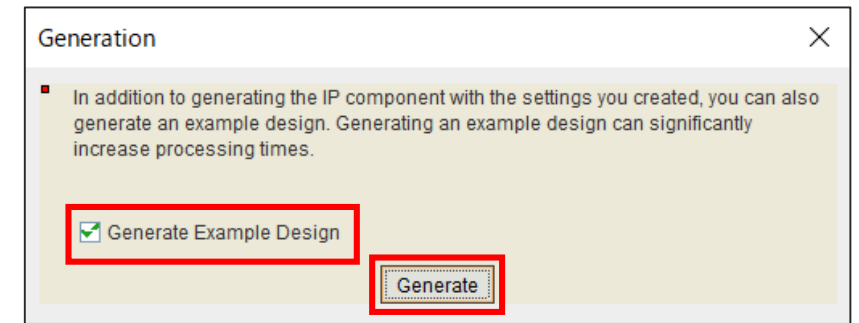 Generation
In addition to generating the IP component with the settings you created, you can also
generate an example design. Generating an example design can significantly
increase processing times.
Generate Example Design
Generate